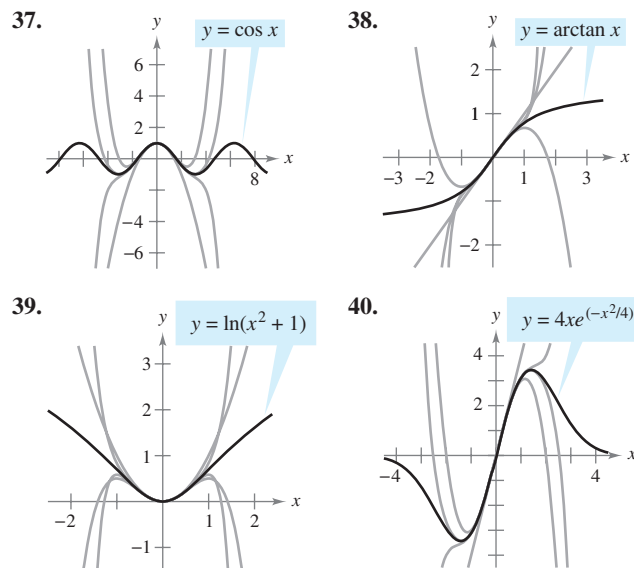 37.
y
y = cos x
6
4
2
x
8
−4
−6
38.
y
y = arctan x
2
1
x
−3 −2 1 3
−2
39.
y
y = ln(x² + 1)
3
2
1
x
−2 1 2
−1
40.
y
y = 4xe^(−x²/4)
4
2
x
−4 4